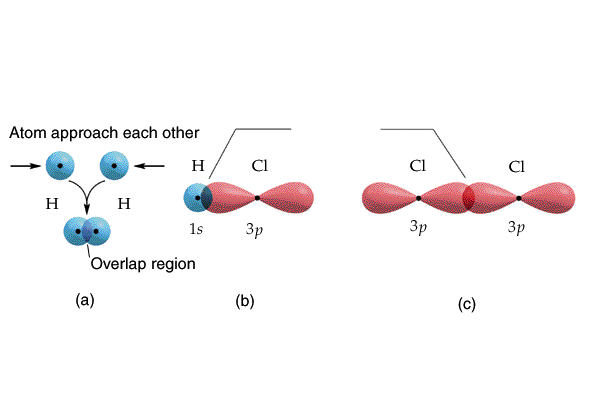 Atom approach each other
H H
Overlap region
(a)
H Cl
1s 3p
(b)
Cl Cl
3p 3p
(c)